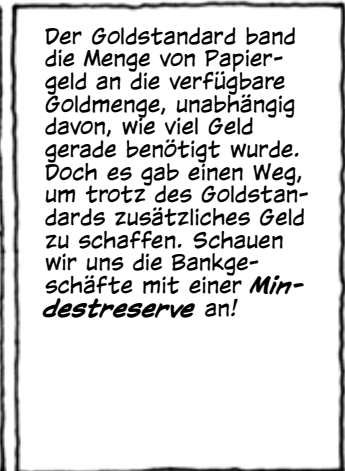 Der Goldstandard band
die Menge von Papier-
geld an die verfügbare
Goldmenge, unabhängig
davon, wie viel Geld
gerade benötigt wurde.
Doch es gab einen Weg,
um trotz des Goldstan-
dards zusätzliches Geld
zu schaffen. Schauen
wir uns die Bankge-
schäfte mit einer Min-
destreserve an!